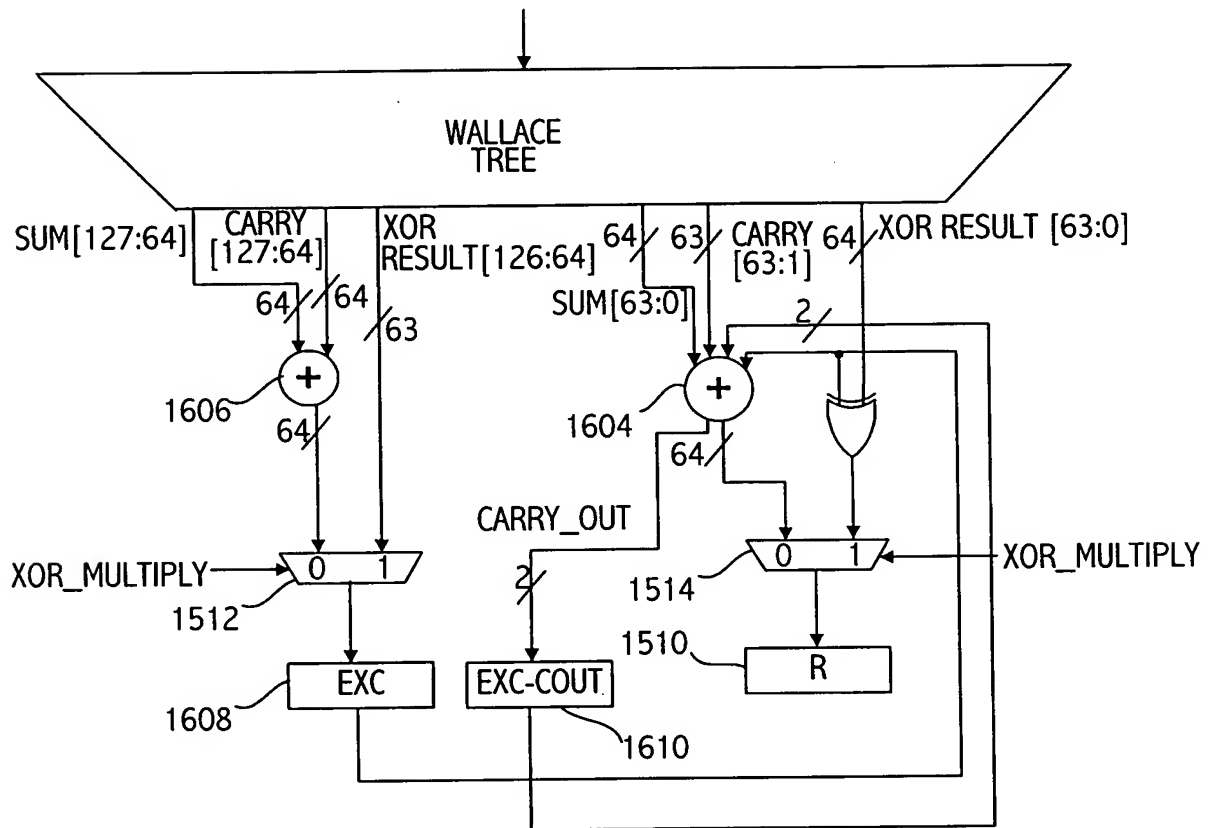 WALLACE
TREE
SUM[127:64]
CARRY
[127:64]
XOR
RESULT[126:64]
64
63
CARRY
[63:1]
64
XOR RESULT [63:0]
SUM[63:0]
64
64
63
2
+
1606
+
1604
64
64
CARRY_OUT
XOR_MULTIPLY
0 1
1512
2
0 1
1514
XOR_MULTIPLY
EXC
1608
EXC-COUT
1610
1510
R